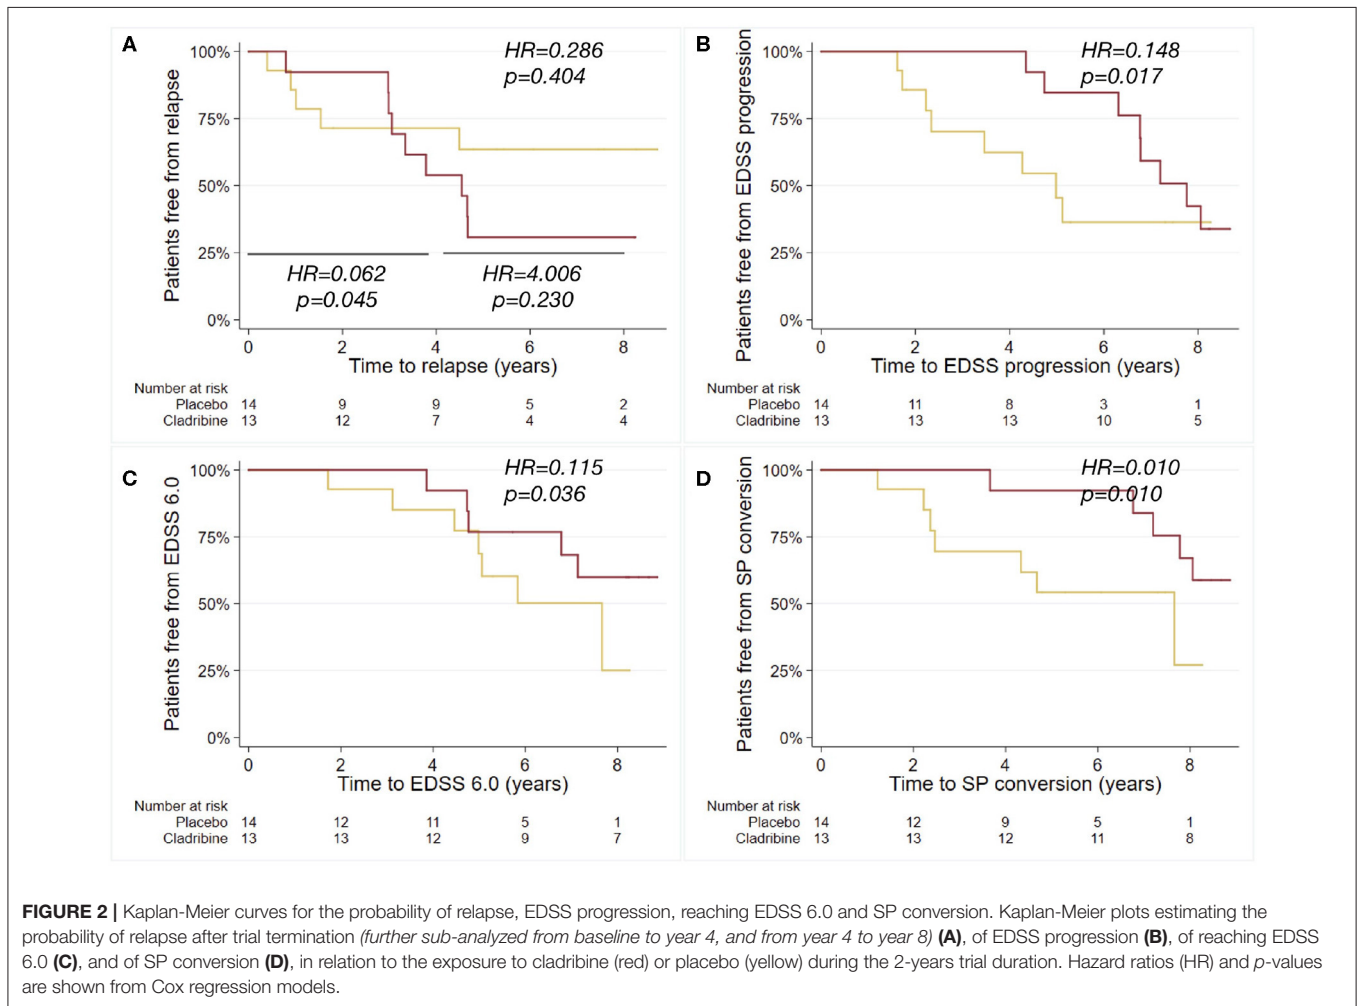 A
Patients free from relapse
100%
75%
50%
25%
0%
HR=0.286
p=0.404
HR=0.062
p=0.045
HR=4.006
p=0.230
0 2 4 6 8
Time to relapse (years)
Number at risk
Placebo 14 9 9 5 2
Cladribine 13 12 7 4 4
B
Patients free from EDSS progression
100%
75%
50%
25%
0%
HR=0.148
p=0.017
0 2 4 6 8
Time to EDSS progression (years)
Number at risk
Placebo 14 11 8 3 1
Cladribine 13 13 13 10 5
C
Patients free from EDSS 6.0
100%
75%
50%
25%
0%
HR=0.115
p=0.036
0 2 4 6 8
Time to EDSS 6.0 (years)
Number at risk
Placebo 14 12 11 5 1
Cladribine 13 13 12 9 7
D
Patients free from SP conversion
100%
75%
50%
25%
0%
HR=0.010
p=0.010
0 2 4 6 8
Time to SP conversion (years)
Number at risk
Placebo 14 12 9 5 1
Cladribine 13 13 12 11 8
FIGURE 2 | Kaplan-Meier curves for the probability of relapse, EDSS progression, reaching EDSS 6.0 and SP conversion. Kaplan-Meier plots estimating the
probability of relapse after trial termination (further sub-analyzed from baseline to year 4, and from year 4 to year 8) (A), of EDSS progression (B), of reaching EDSS
6.0 (C), and of SP conversion (D), in relation to the exposure to cladribine (red) or placebo (yellow) during the 2-years trial duration. Hazard ratios (HR) and p-values
are shown from Cox regression models.